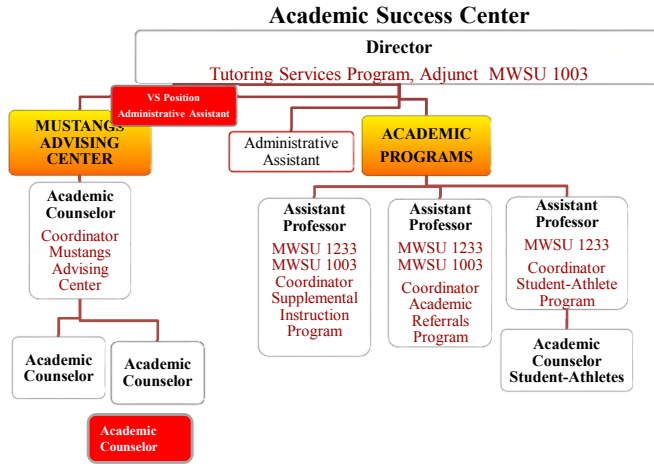 Academic Success Center
Director
Tutoring Services Program, Adjunct MWSU 1003
VS Position
Administrative Assistant
MUSTANGS
ADVISING
CENTER
Administrative
Assistant
ACADEMIC
PROGRAMS
Academic
Counselor
Coordinator
Mustangs
Advising
Center
Assistant
Professor
MWSU 1233
MWSU 1003
Coordinator
Supplemental
Instruction
Program
Assistant
Professor
MWSU 1233
MWSU 1003
Coordinator
Academic
Referrals
Program
Assistant
Professor
MWSU 1233
Coordinator
Student-Athlete
Program
Academic
Counselor
Student-Athletes
Academic
Counselor
Academic
Counselor
Academic
Counselor